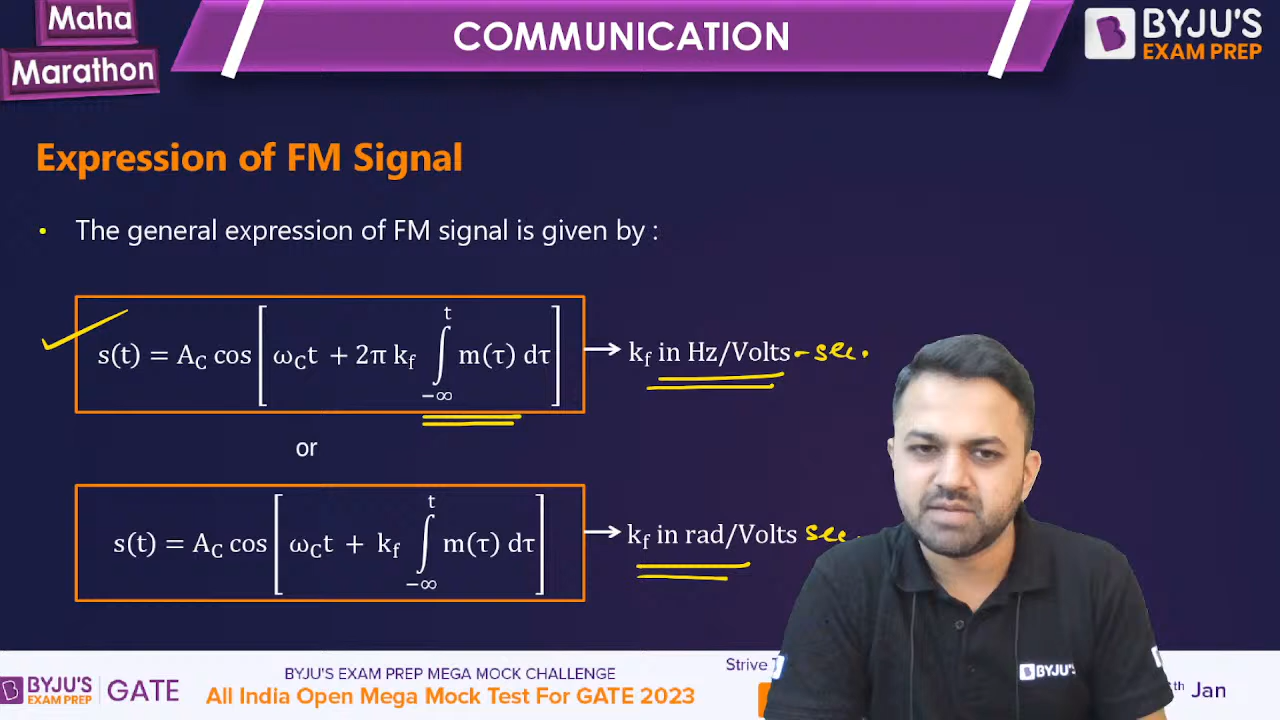 Maha
Marathon
COMMUNICATION
BYJU'S
EXAM PREP
Expression of FM Signal
• The general expression of FM signal is given by :
s(t) = A_C cos [ ω_C t + 2π k_f ∫_{-∞}^{t} m(τ) dτ ] → k_f in Hz/Volts - sec.
or
s(t) = A_C cos [ ω_C t + k_f ∫_{-∞}^{t} m(τ) dτ ] → k_f in rad/Volts sec.
BYJU'S
BYJU'S
EXAM PREP
GATE
BYJU'S EXAM PREP MEGA MOCK CHALLENGE
All India Open Mega Mock Test For GATE 2023
Strive
th Jan